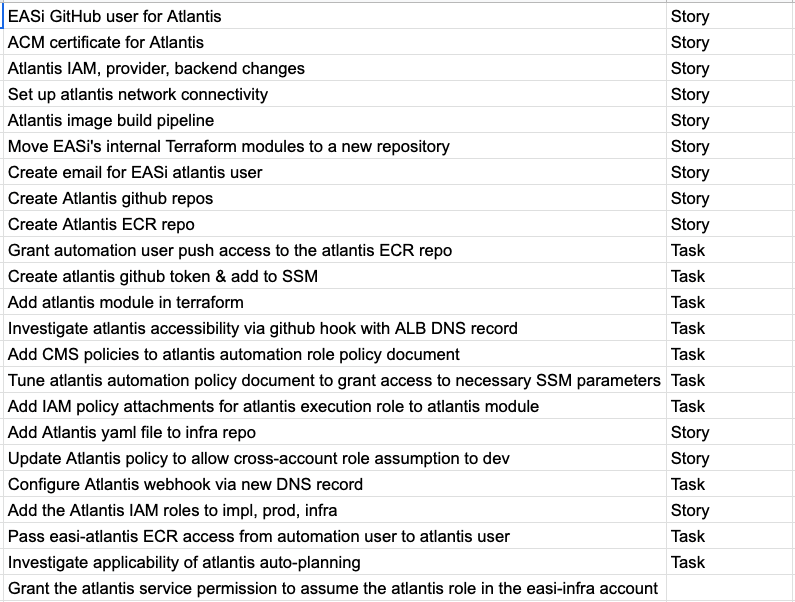 EASi GitHub user for Atlantis Story
ACM certificate for Atlantis Story
Atlantis IAM, provider, backend changes Story
Set up atlantis network connectivity Story
Atlantis image build pipeline Story
Move EASi's internal Terraform modules to a new repository Story
Create email for EASi atlantis user Story
Create Atlantis github repos Story
Create Atlantis ECR repo Story
Grant automation user push access to the atlantis ECR repo Task
Create atlantis github token & add to SSM Task
Add atlantis module in terraform Task
Investigate atlantis accessibility via github hook with ALB DNS record Task
Add CMS policies to atlantis automation role policy document Task
Tune atlantis automation policy document to grant access to necessary SSM parameters Task
Add IAM policy attachments for atlantis execution role to atlantis module Task
Add Atlantis yaml file to infra repo Story
Update Atlantis policy to allow cross-account role assumption to dev Story
Configure Atlantis webhook via new DNS record Task
Add the Atlantis IAM roles to impl, prod, infra Story
Pass easi-atlantis ECR access from automation user to atlantis user Task
Investigate applicability of atlantis auto-planning Task
Grant the atlantis service permission to assume the atlantis role in the easi-infra account